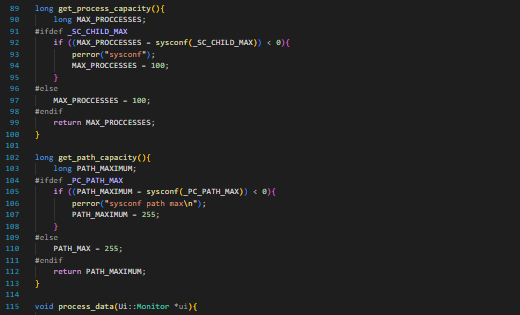 89 long get_process_capacity(){
90 long MAX_PROCCESSES;
91 #ifdef _SC_CHILD_MAX
92 if ((MAX_PROCCESSES = sysconf(_SC_CHILD_MAX)) < 0){
93 perror("sysconf");
94 MAX_PROCCESSES = 100;
95 }
96 #else
97 MAX_PROCCESSES = 100;
98 #endif
99 return MAX_PROCCESSES;
100 }
101
102 long get_path_capacity(){
103 long PATH_MAXIMUM;
104 #ifdef _PC_PATH_MAX
105 if ((PATH_MAXIMUM = sysconf(_PC_PATH_MAX)) < 0){
106 perror("sysconf path max\n");
107 PATH_MAXIMUM = 255;
108 }
109 #else
110 PATH_MAX = 255;
111 #endif
112 return PATH_MAXIMUM;
113 }
114
115 void process_data(Ui::Monitor *ui){